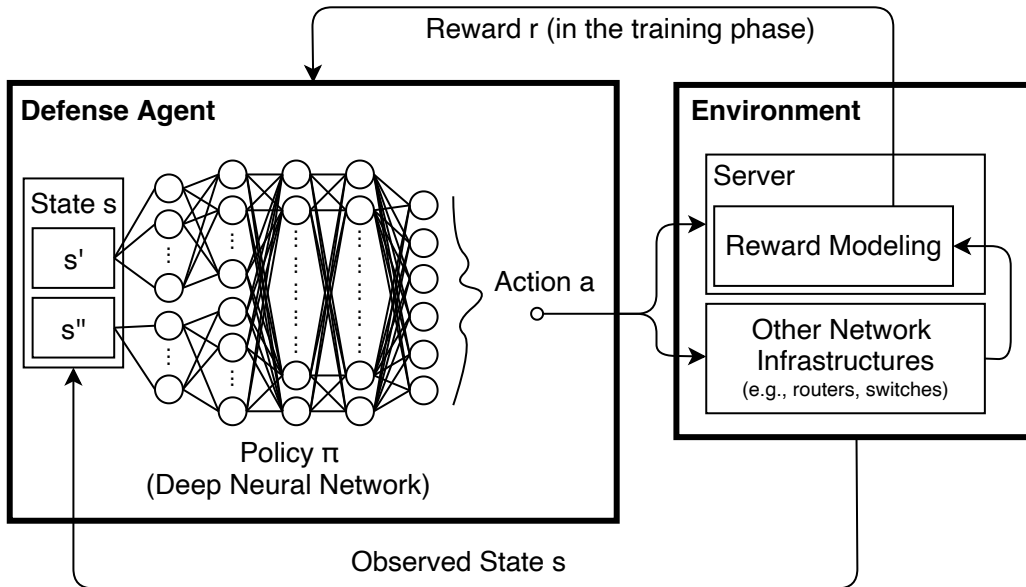 Reward r (in the training phase)
Defense Agent
State s
s'
s"
Action a
Policy π
(Deep Neural Network)
Environment
Server
Reward Modeling
Other Network
Infrastructures
(e.g., routers, switches)
Observed State s